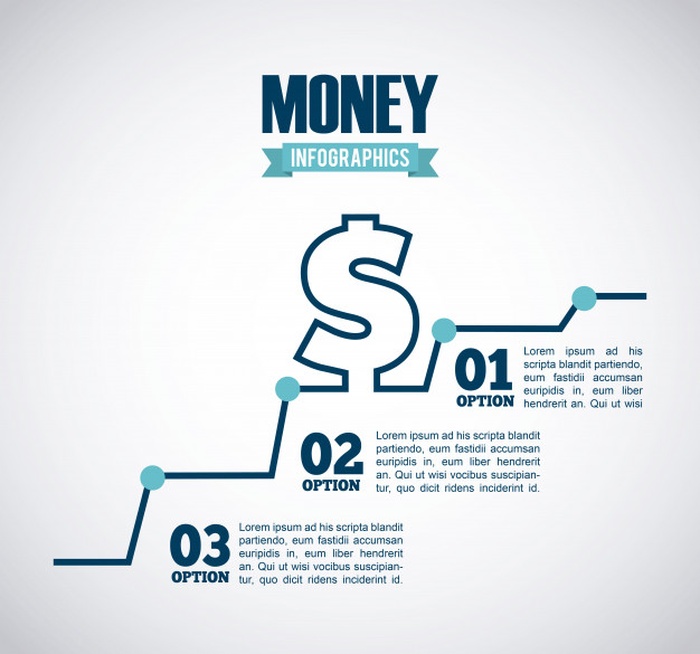 MONEY
INFOGRAPHICS
01
OPTION
Lorem ipsum ad his
scripta blandit partiendo,
eum fastidii accumsan
euripidis in, eum liber
hendrerit an. Qui ut wisi
02
OPTION
Lorem ipsum ad his scripta blandit
partiendo, eum fastidii accumsan
euripidis in, eum liber hendrerit
an. Qui ut wisi vocibus suscipian-
tur, quo dicit ridens inciderint id.
03
OPTION
Lorem ipsum ad his scripta blandit
partiendo, eum fastidii accumsan
euripidis in, eum liber hendrerit
an. Qui ut wisi vocibus suscipian-
tur, quo dicit ridens inciderint id.